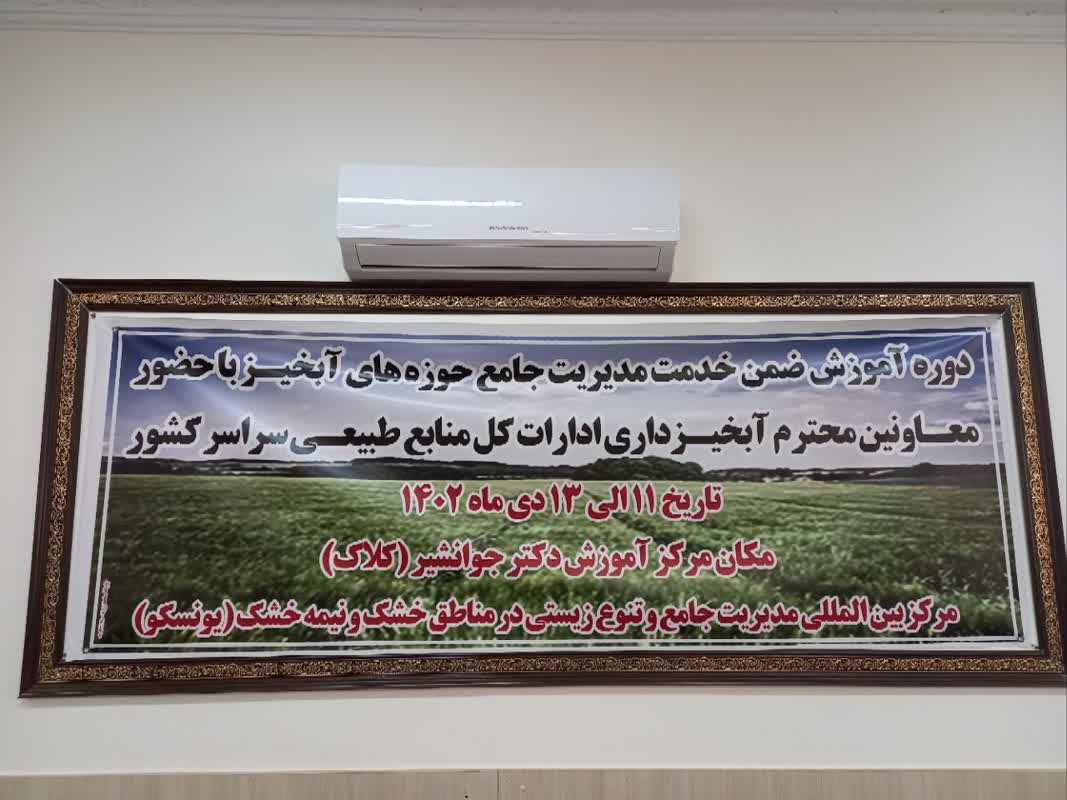 دوره آموزش ضمن خدمت مدیریت جامع حوزه های آبخیز با حضور
معاونین محترم آبخیزداری ادارات کل منابع طبیعی سراسر کشور
تاریخ ۱۱ الی ۱۳ دی ماه ۱۴۰۲
مکان مرکز آموزش دکتر جوانشیر (کلاک)
مرکز بین المللی مدیریت جامع و تنوع زیستی در مناطق خشک و نیمه خشک (یونسکو)